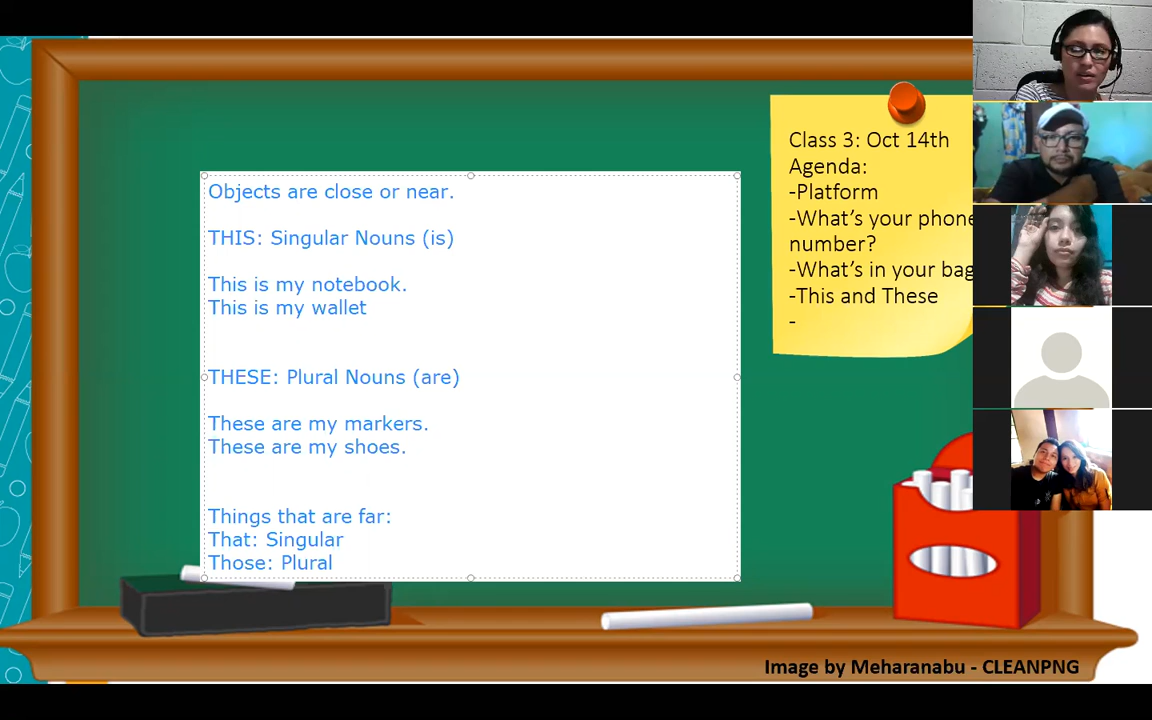 Objects are close or near.
THIS: Singular Nouns (is)
This is my notebook.
This is my wallet
THESE: Plural Nouns (are)
These are my markers.
These are my shoes.
Things that are far:
That: Singular
Those: Plural
Class 3: Oct 14th
Agenda:
-Platform
-What's your phone
number?
-What's in your bag
-This and These
-
Image by Meharanabu - CLEANPNG